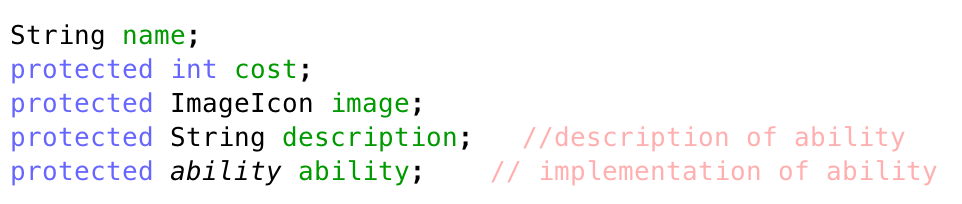 String name;
protected int cost;
protected ImageIcon image;
protected String description;   //description of ability
protected ability ability;    // implementation of ability